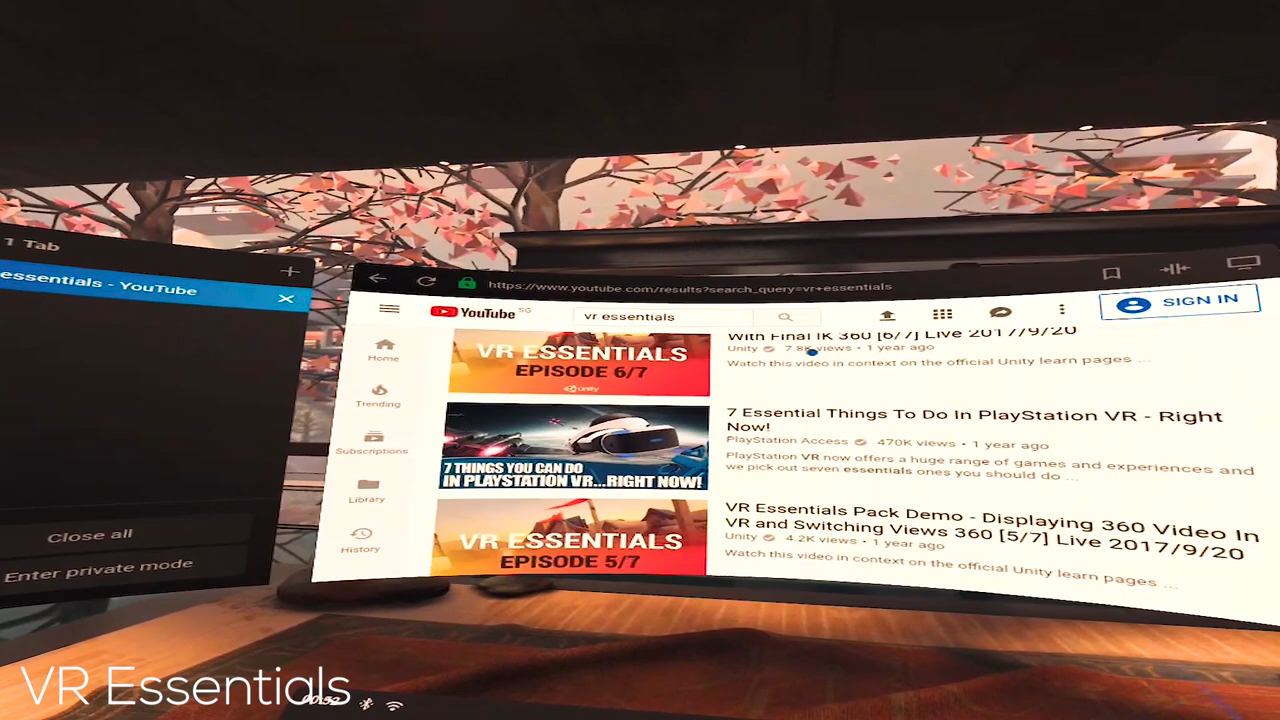 1 Tab
essentials - YouTube
Close all
Enter private mode
https://www.youtube.com/results?search_query=vr+essentials
YouTube SG
vr essentials
SIGN IN
Home
Trending
Subscriptions
Library
History
VR ESSENTIALS
EPISODE 6/7
unity
With Final IK 360 [6/7] Live 2017/9/20
Unity 7.8K views • 1 year ago
Watch this video in context on the official Unity learn pages ...
7 THINGS YOU CAN DO
IN PLAYSTATION VR...RIGHT NOW!
7 Essential Things To Do In PlayStation VR - Right
Now!
PlayStation Access 470K views • 1 year ago
PlayStation VR now offers a huge range of games and experiences and
we pick out seven essentials ones you should do ...
VR ESSENTIALS
EPISODE 5/7
VR Essentials Pack Demo - Displaying 360 Video In
VR and Switching Views 360 [5/7] Live 2017/9/20
Unity 4.2K views • 1 year ago
Watch this video in context on the official Unity learn pages ...
VR Essentials